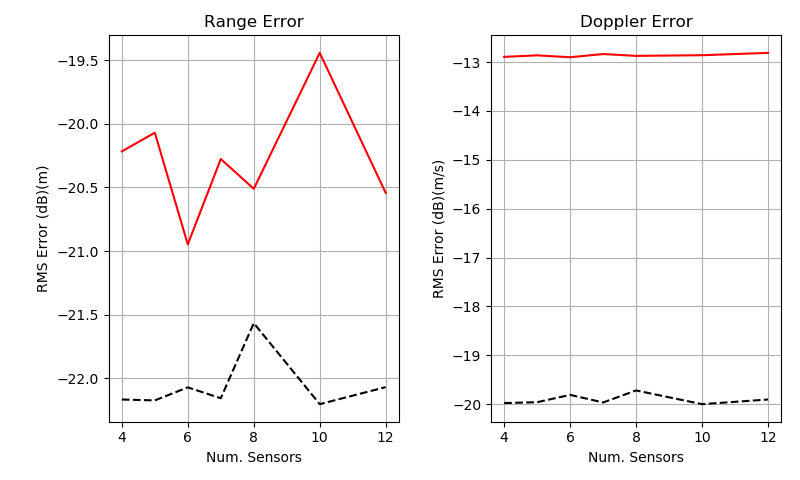 Range Error
RMS Error (dB)(m)
−19.5
−20.0
−20.5
−21.0
−21.5
−22.0
4 6 8 10 12
Num. Sensors
Doppler Error
RMS Error (dB)(m/s)
−13
−14
−15
−16
−17
−18
−19
−20
4 6 8 10 12
Num. Sensors